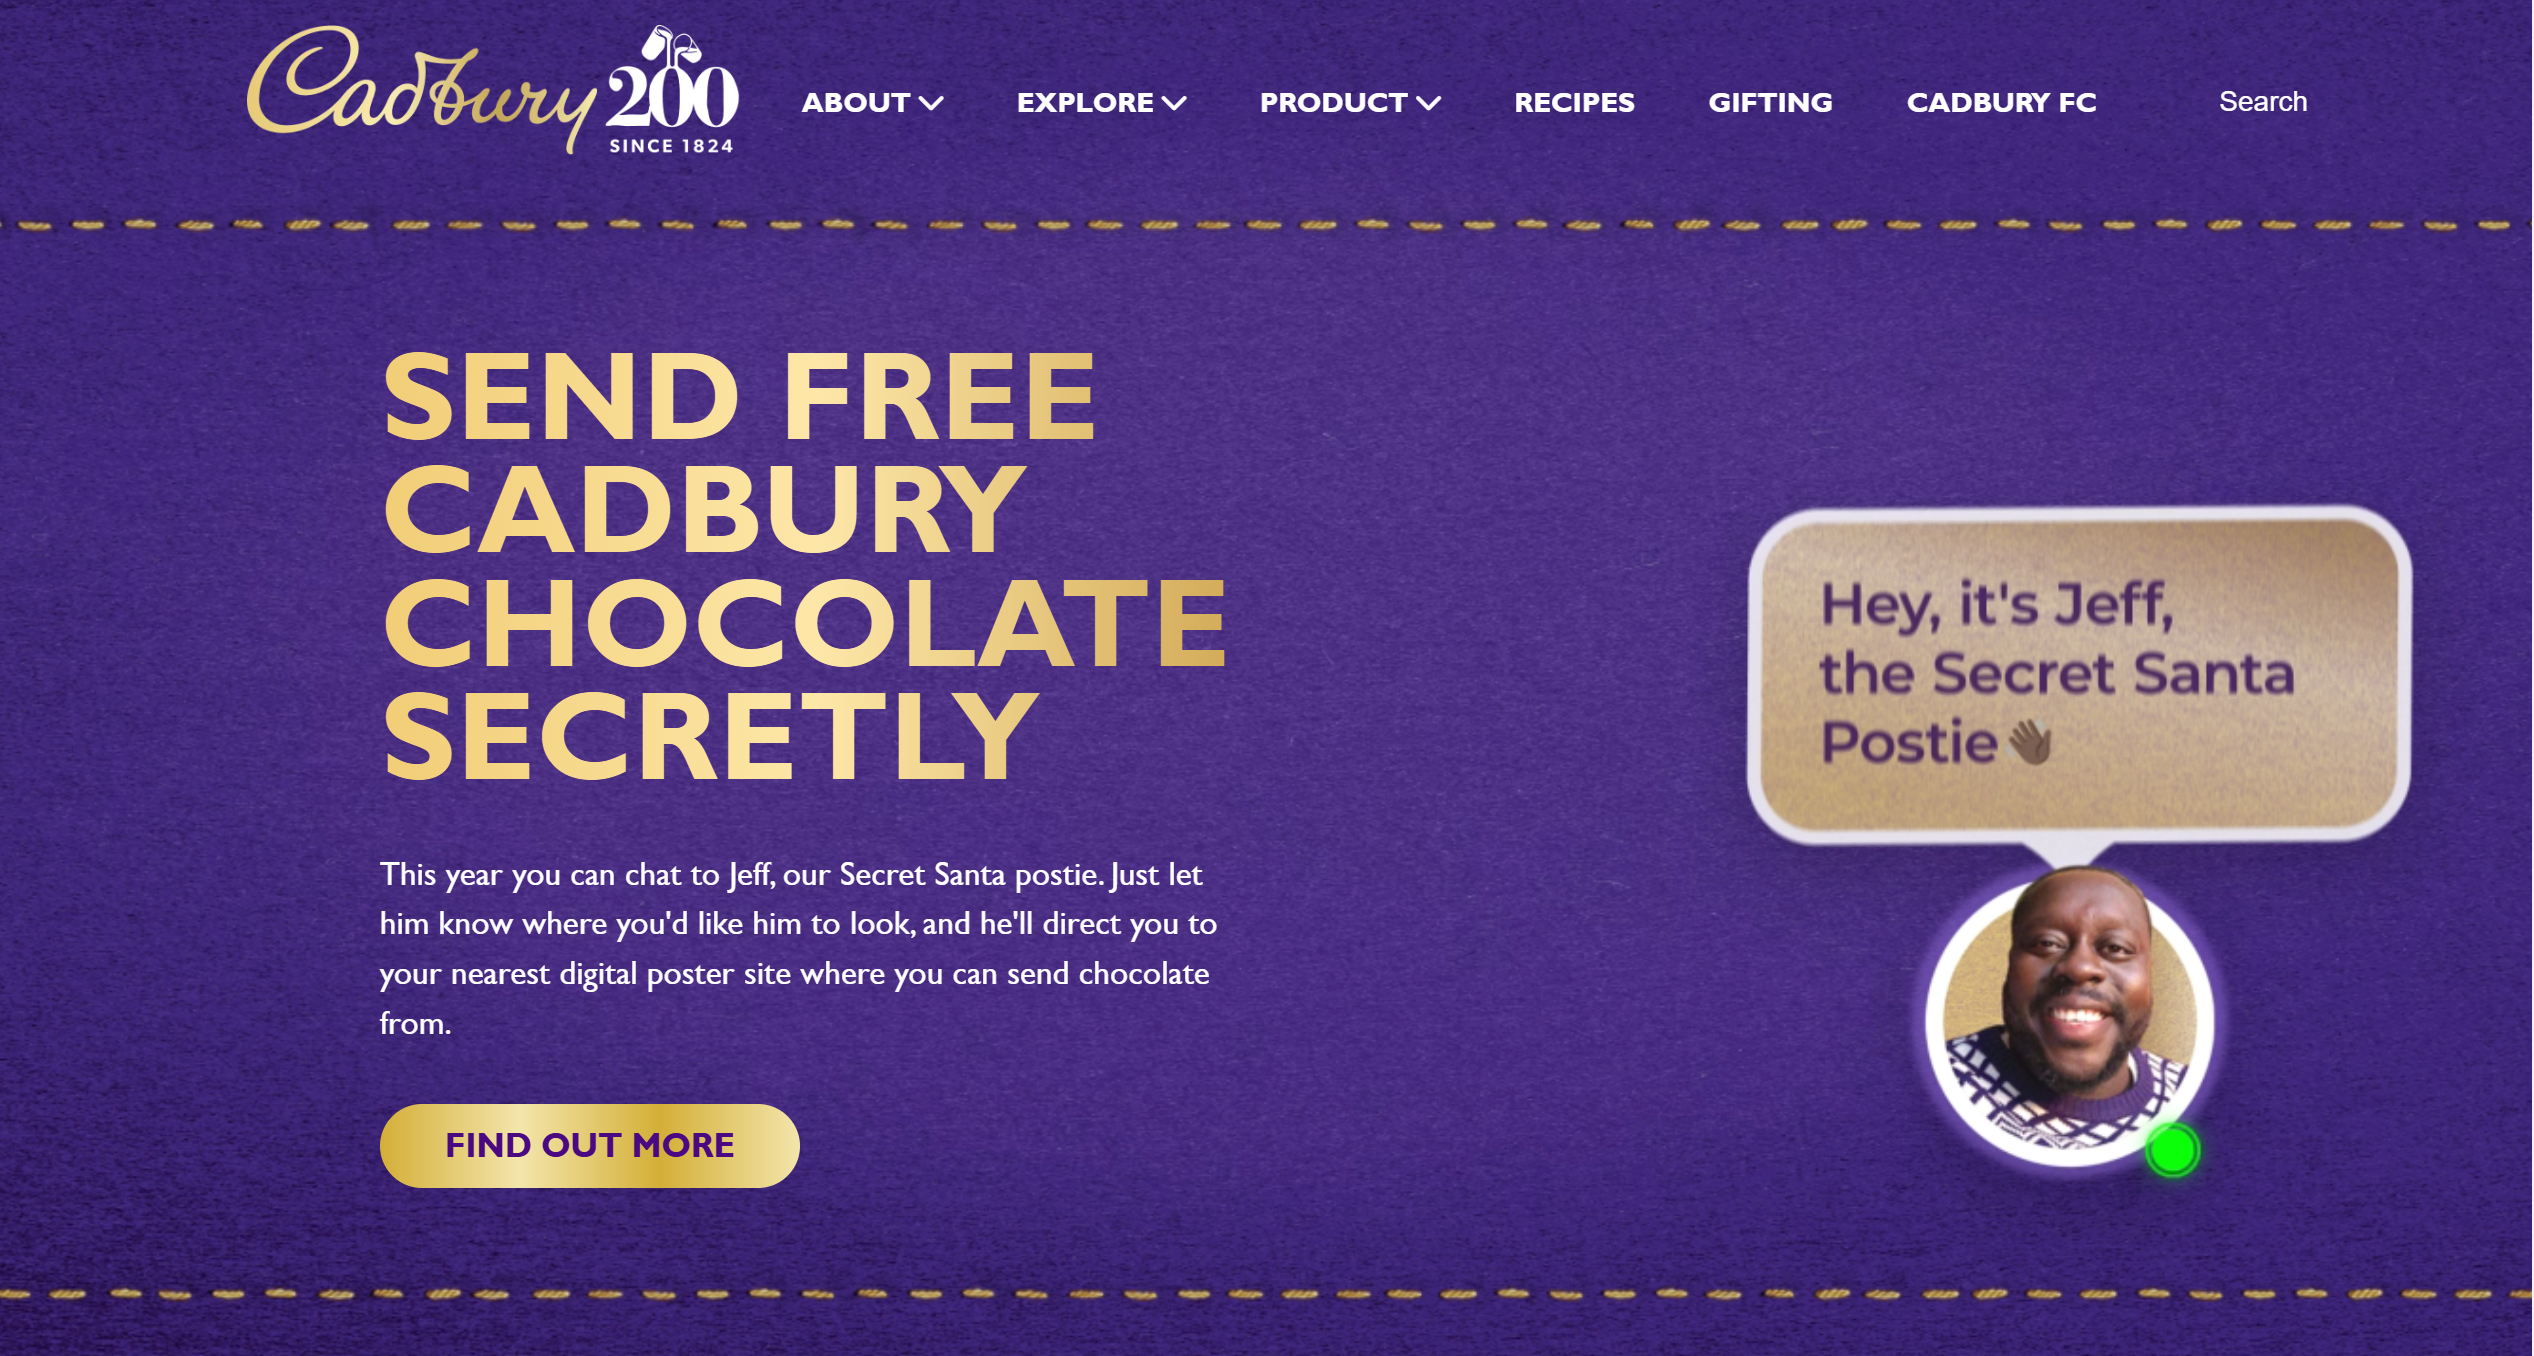 Cadbury 200
SINCE 1824
ABOUT
EXPLORE
PRODUCT
RECIPES
GIFTING
CADBURY FC
Search
SEND FREE
CADBURY
CHOCOLATE
SECRETLY
This year you can chat to Jeff, our Secret Santa postie. Just let
him know where you'd like him to look, and he'll direct you to
your nearest digital poster site where you can send chocolate
from.
FIND OUT MORE
Hey, it's Jeff,
the Secret Santa
Postie👋🏿